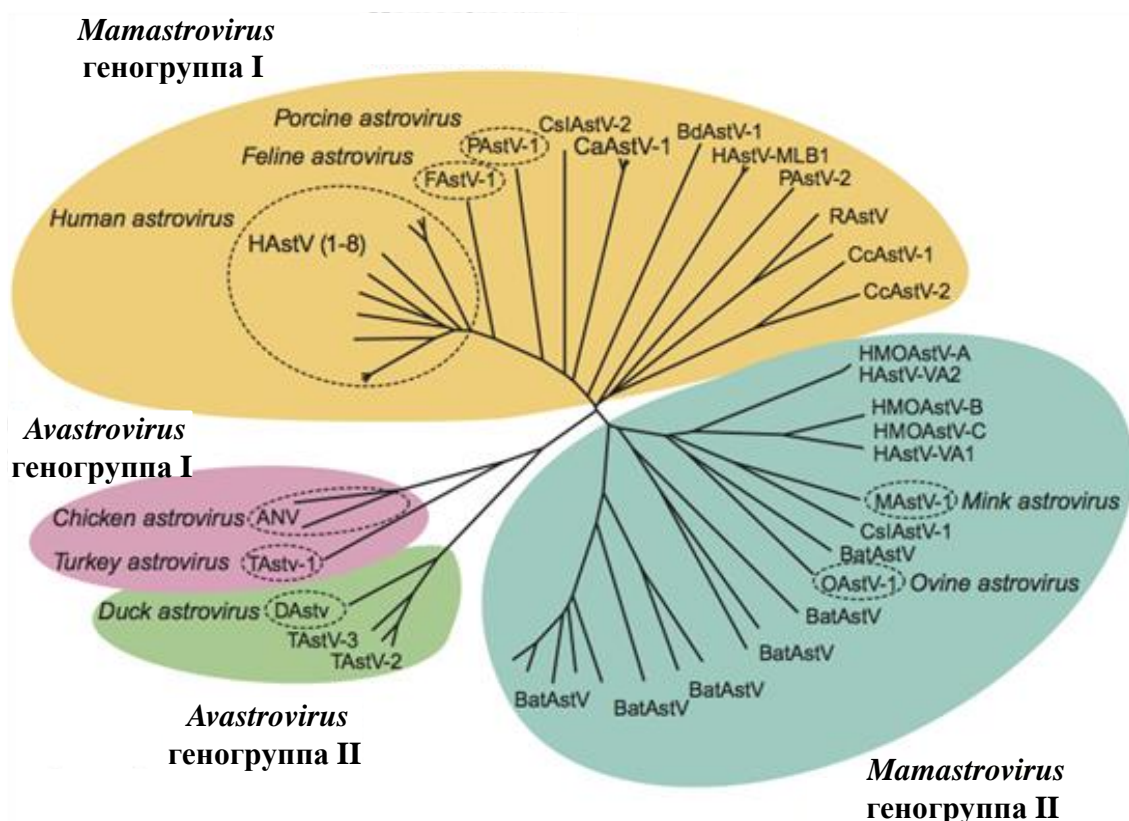 Mamastrovirus
геногруппа I
Porcine astrovirus
PAstV-1
CslAstV-2
CaAstV-1
BdAstV-1
HAstV-MLB1
PAstV-2
Feline astrovirus
FAstV-1
Human astrovirus
HAstV (1-8)
RAstV
CcAstV-1
CcAstV-2
HMOAstV-A
HAstV-VA2
HMOAstV-B
HMOAstV-C
HAstV-VA1
Avastrovirus
геногруппа I
Chicken astrovirus
ANV
Turkey astrovirus
TAstv-1
Duck astrovirus
DAstv
TAstV-3
TAstV-2
MAstV-1
Mink astrovirus
CslAstV-1
BatAstV
OAstV-1
Ovine astrovirus
BatAstV
BatAstV
BatAstV
BatAstV
BatAstV
Avastrovirus
геногруппа II
Mamastrovirus
геногруппа II